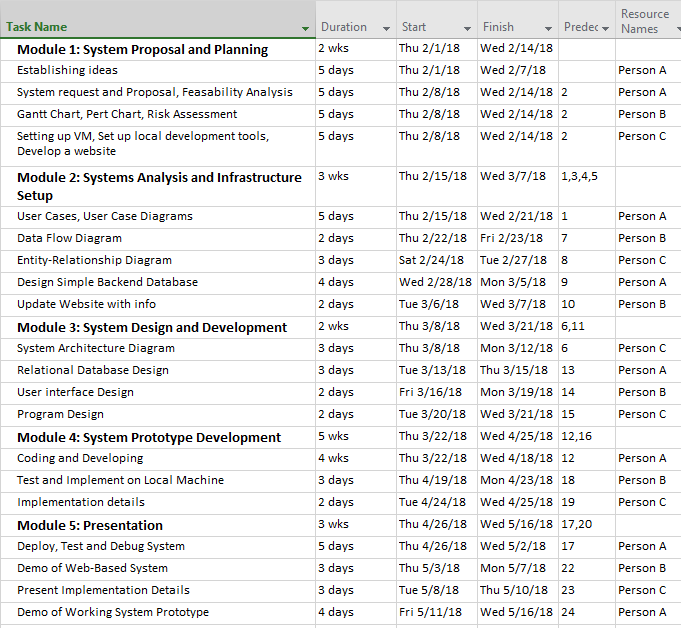 Task Name Duration Start Finish Predec Resource Names
Module 1: System Proposal and Planning 2 wks Thu 2/1/18 Wed 2/14/18
Establishing ideas 5 days Thu 2/1/18 Wed 2/7/18 Person A
System request and Proposal, Feasability Analysis 5 days Thu 2/8/18 Wed 2/14/18 2 Person A
Gantt Chart, Pert Chart, Risk Assessment 5 days Thu 2/8/18 Wed 2/14/18 2 Person B
Setting up VM, Set up local development tools, 5 days Thu 2/8/18 Wed 2/14/18 2 Person C
Develop a website
Module 2: Systems Analysis and Infrastructure 3 wks Thu 2/15/18 Wed 3/7/18 1,3,4,5
Setup
User Cases, User Case Diagrams 5 days Thu 2/15/18 Wed 2/21/18 1 Person A
Data Flow Diagram 2 days Thu 2/22/18 Fri 2/23/18 7 Person B
Entity-Relationship Diagram 3 days Sat 2/24/18 Tue 2/27/18 8 Person C
Design Simple Backend Database 4 days Wed 2/28/18 Mon 3/5/18 9 Person A
Update Website with info 2 days Tue 3/6/18 Wed 3/7/18 10 Person B
Module 3: System Design and Development 2 wks Thu 3/8/18 Wed 3/21/18 6,11
System Architecture Diagram 3 days Thu 3/8/18 Mon 3/12/18 6 Person C
Relational Database Design 3 days Tue 3/13/18 Thu 3/15/18 13 Person A
User interface Design 2 days Fri 3/16/18 Mon 3/19/18 14 Person B
Program Design 2 days Tue 3/20/18 Wed 3/21/18 15 Person C
Module 4: System Prototype Development 5 wks Thu 3/22/18 Wed 4/25/18 12,16
Coding and Developing 4 wks Thu 3/22/18 Wed 4/18/18 12 Person A
Test and Implement on Local Machine 3 days Thu 4/19/18 Mon 4/23/18 18 Person B
Implementation details 2 days Tue 4/24/18 Wed 4/25/18 19 Person C
Module 5: Presentation 3 wks Thu 4/26/18 Wed 5/16/18 17,20
Deploy, Test and Debug System 5 days Thu 4/26/18 Wed 5/2/18 17 Person A
Demo of Web-Based System 3 days Thu 5/3/18 Mon 5/7/18 22 Person B
Present Implementation Details 3 days Tue 5/8/18 Thu 5/10/18 23 Person C
Demo of Working System Prototype 4 days Fri 5/11/18 Wed 5/16/18 24 Person A